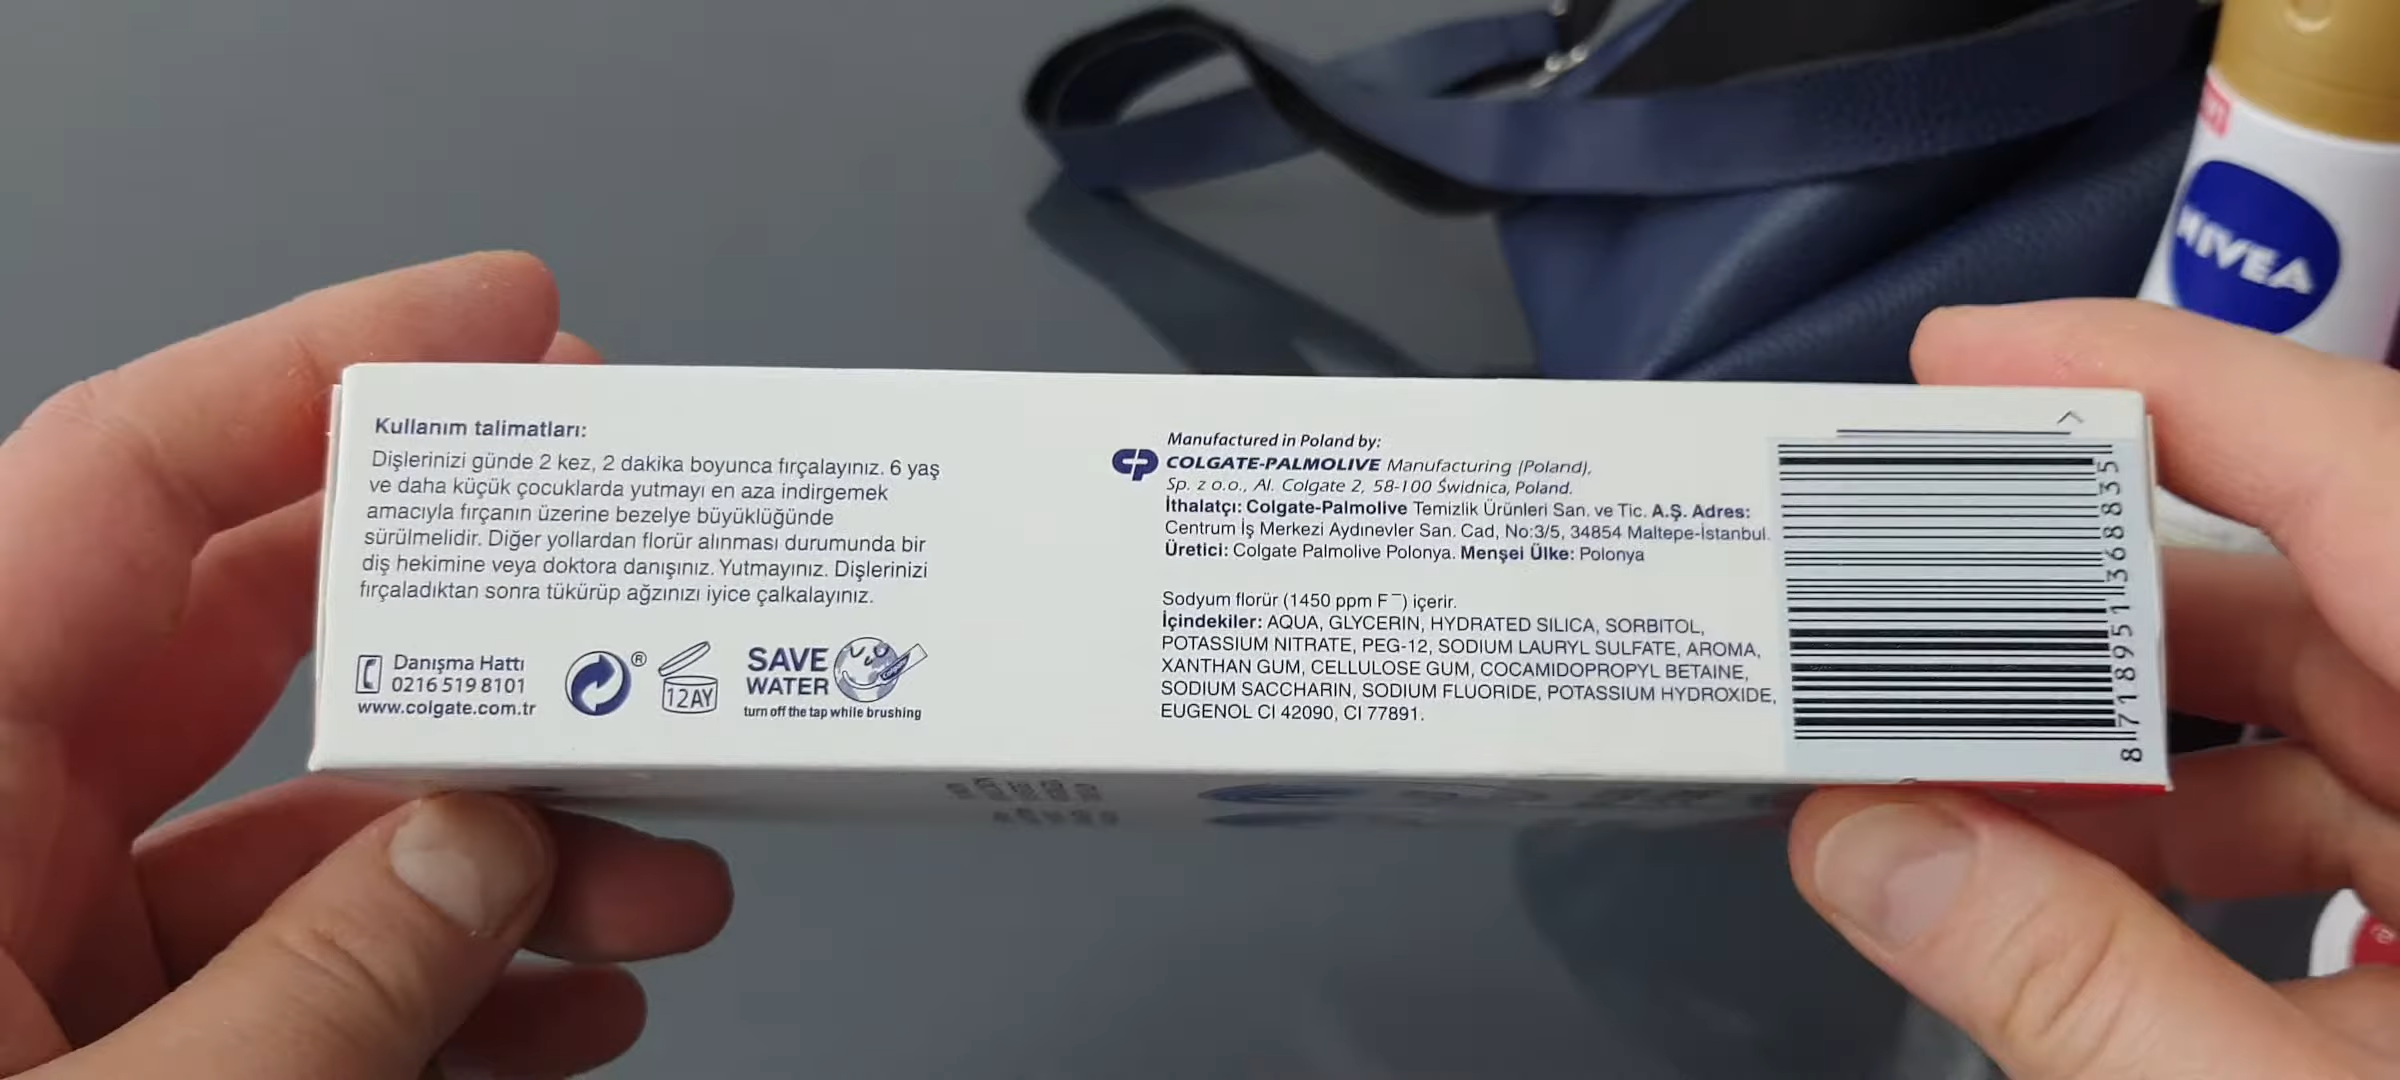 NIVEA
Kullanım talimatları:
Dişlerinizi günde 2 kez, 2 dakika boyunca fırçalayınız. 6 yaş
ve daha küçük çocuklarda yutmayı en aza indirgemek
amacıyla fırçanın üzerine bezelye büyüklüğünde
sürülmelidir. Diğer yollardan florür alınması durumunda bir
diş hekimine veya doktora danışınız. Yutmayınız. Dişlerinizi
fırçaladıktan sonra tükürüp ağzınızı iyice çalkalayınız.
Danışma Hattı
0216 519 8101
www.colgate.com.tr
®
12AY
SAVE
WATER
turn off the tap while brushing
Manufactured in Poland by:
CP COLGATE-PALMOLIVE Manufacturing (Poland),
Sp. z o.o., Al. Colgate 2, 58-100 Świdnica, Poland.
İthalatçı: Colgate-Palmolive Temizlik Ürünleri San. ve Tic. A.Ş. Adres:
Centrum İş Merkezi Aydınevler San. Cad, No:3/5, 34854 Maltepe-İstanbul.
Üretici: Colgate Palmolive Polonya. Menşei Ülke: Polonya
Sodyum florür (1450 ppm F⁻) içerir.
İçindekiler: AQUA, GLYCERIN, HYDRATED SILICA, SORBITOL,
POTASSIUM NITRATE, PEG-12, SODIUM LAURYL SULFATE, AROMA,
XANTHAN GUM, CELLULOSE GUM, COCAMIDOPROPYL BETAINE,
SODIUM SACCHARIN, SODIUM FLUORIDE, POTASSIUM HYDROXIDE,
EUGENOL CI 42090, CI 77891.
8 718951 368835